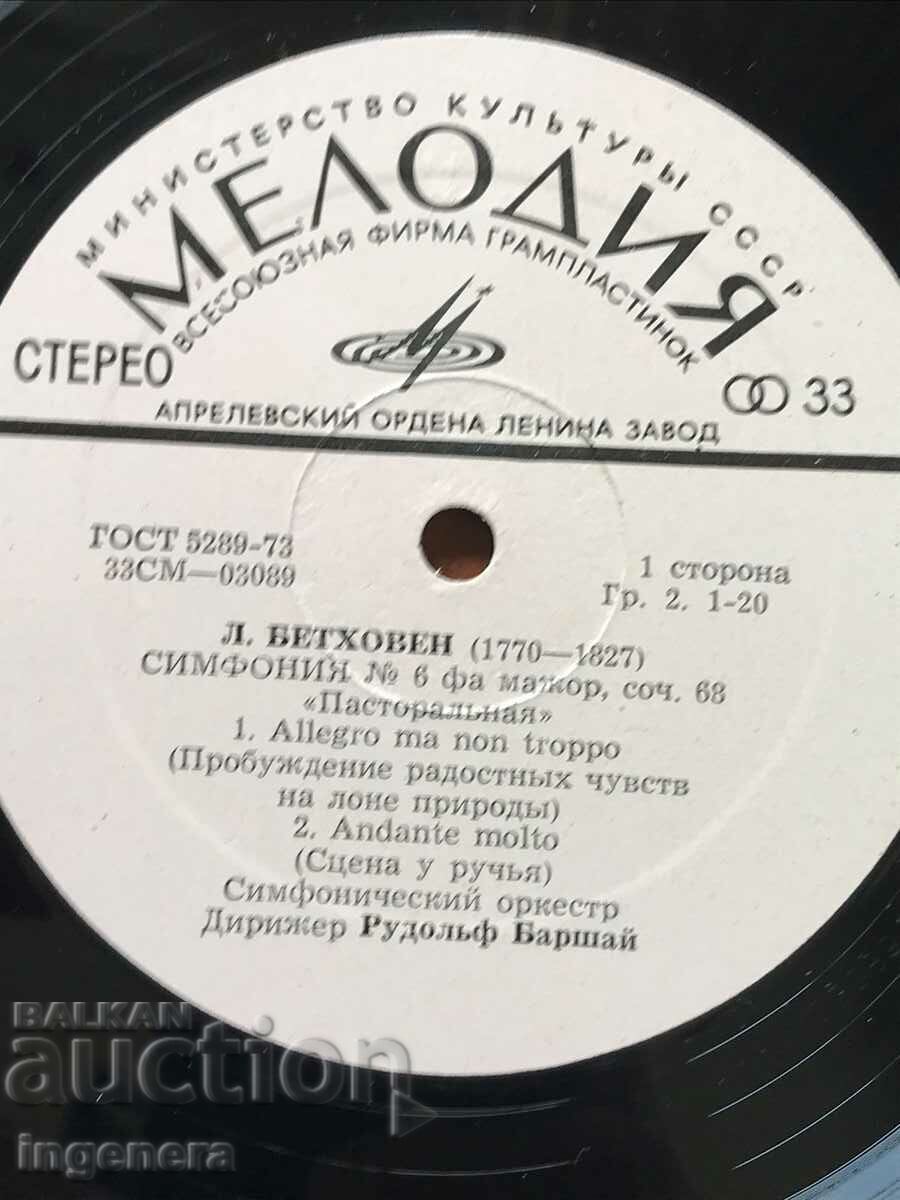 МИНИСТЕРСТВО КУЛЬТУРЫ СССР
МЕЛОДИЯ
ВСЕСОЮЗНАЯ ФИРМА ГРАМПЛАСТИНОК
СТЕРЕО
33
АПРЕЛЕВСКИЙ ОРДЕНА ЛЕНИНА ЗАВОД
ГОСТ 5289-73
33СМ—03089
1 сторона
Гр. 2. 1-20
Л. БЕТХОВЕН (1770—1827)
СИМФОНИЯ № 6 фа мажор, соч. 68
«Пасторальная»
1. Allegro ma non troppo
(Пробуждение радостных чувств
на лоне природы)
2. Andante molto
(Сцена у ручья)
Симфонический оркестр
Дирижер Рудольф Баршай
BALKAN
auction
ingenera